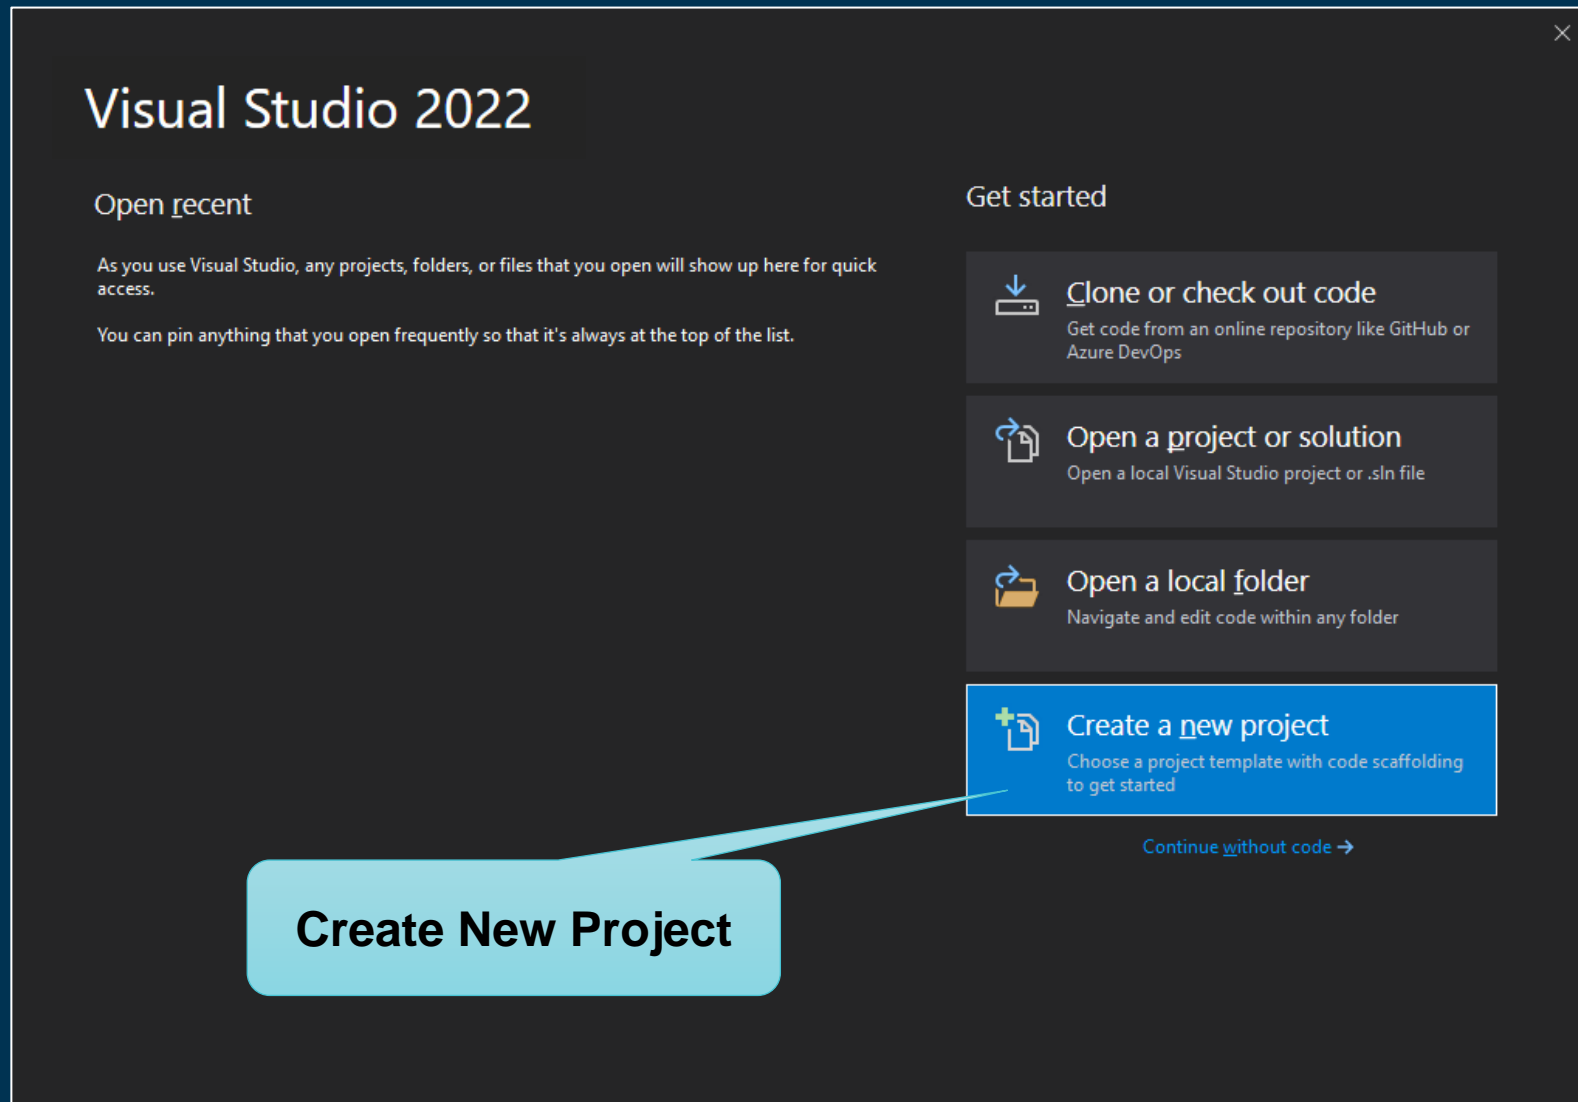 Visual Studio 2022
Open recent
As you use Visual Studio, any projects, folders, or files that you open will show up here for quick
access.
You can pin anything that you open frequently so that it's always at the top of the list.
Get started
Clone or check out code
Get code from an online repository like GitHub or
Azure DevOps
Open a project or solution
Open a local Visual Studio project or .sln file
Open a local folder
Navigate and edit code within any folder
Create a new project
Choose a project template with code scaffolding
to get started
Continue without code →
Create New Project